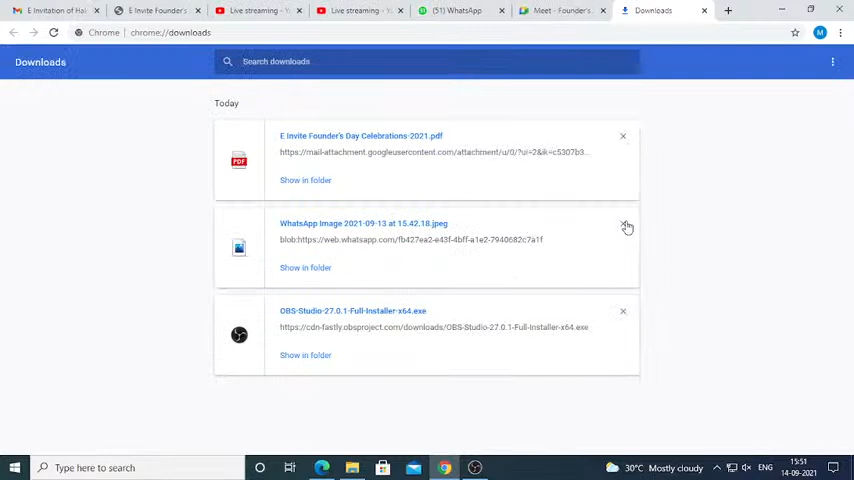 E Invitation of Ha
E Invite Founder's
Live streaming - Y
Live streaming - Y
(51) WhatsApp
Meet - Founder's
Downloads
Chrome | chrome://downloads
M
Downloads
Search downloads
Today
E Invite Founder's Day Celebrations-2021.pdf
https://mail-attachment.googleusercontent.com/attachment/u/0/?ui=2&ik=c5307b3...
PDF
Show in folder
WhatsApp Image 2021-09-13 at 15.42.18.jpeg
blob:https://web.whatsapp.com/fb427ea2-e43f-4bff-a1e2-7940682c7a1f
Show in folder
OBS-Studio-27.0.1-Full-Installer-x64.exe
https://cdn-fastly.obsproject.com/downloads/OBS-Studio-27.0.1-Full-Installer-x64.exe
Show in folder
Type here to search
30°C Mostly cloudy
ENG
15:51
14-09-2021